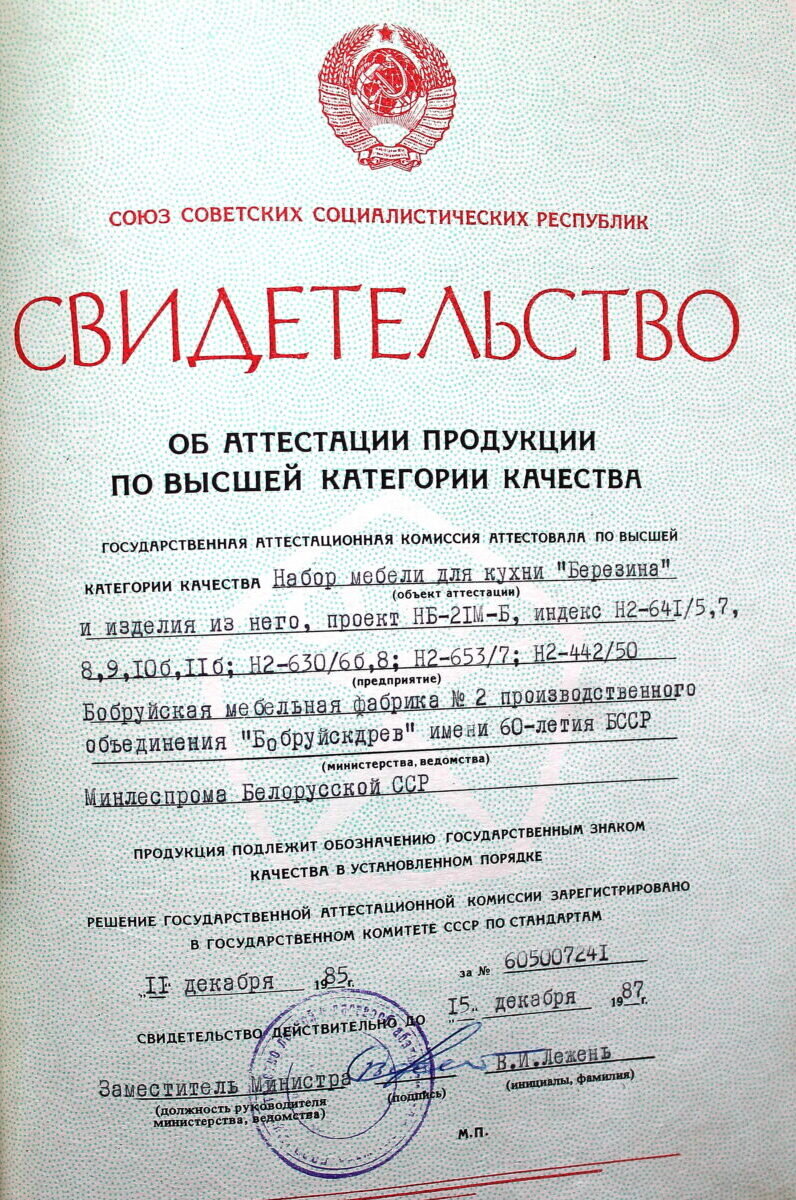 СОЮЗ СОВЕТСКИХ СОЦИАЛИСТИЧЕСКИХ РЕСПУБЛИК
СВИДЕТЕЛЬСТВО
ОБ АТТЕСТАЦИИ ПРОДУКЦИИ
ПО ВЫСШЕЙ КАТЕГОРИИ КАЧЕСТВА
ГОСУДАРСТВЕННАЯ АТТЕСТАЦИОННАЯ КОМИССИЯ АТТЕСТОВАЛА ПО ВЫСШЕЙ
КАТЕГОРИИ КАЧЕСТВА Набор мебели для кухни "Березина"
(объект аттестации)
и изделия из него, проект НБ-2IМ-Б, индекс Н2-64I/5,7,
8,9,I0б,IIб; Н2-630/6б,8; Н2-653/7; Н2-442/50
(предприятие)
Бобруйская мебельная фабрика № 2 производственного
объединения "Бобруйскдрев" имени 60-летия БССР
(министерства, ведомства)
Минлеспрома Белорусской ССР
ПРОДУКЦИЯ ПОДЛЕЖИТ ОБОЗНАЧЕНИЮ ГОСУДАРСТВЕННЫМ ЗНАКОМ
КАЧЕСТВА В УСТАНОВЛЕННОМ ПОРЯДКЕ
РЕШЕНИЕ ГОСУДАРСТВЕННОЙ АТТЕСТАЦИОННОЙ КОМИССИИ ЗАРЕГИСТРИРОВАНО
В ГОСУДАРСТВЕННОМ КОМИТЕТЕ СССР ПО СТАНДАРТАМ
„II" декабря 1985г. за № 60500724I
СВИДЕТЕЛЬСТВО ДЕЙСТВИТЕЛЬНО ДО I5 „ декабря 1987г.
Заместитель Министра В.И.Лежень
(должность руководителя (подпись) (инициалы, фамилия)
министерства, ведомства)
М.П.